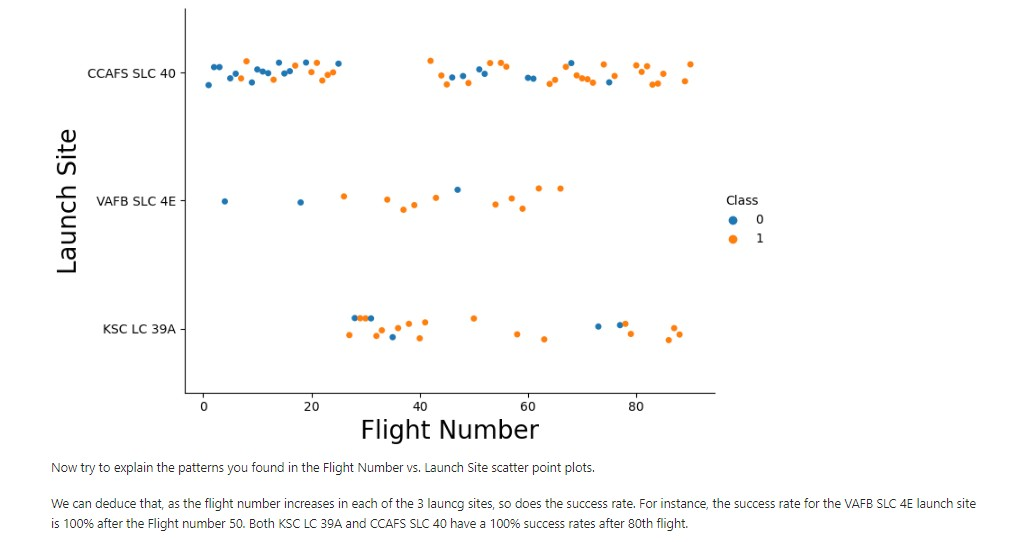 CCAFS SLC 40
VAFB SLC 4E
KSC LC 39A
Launch Site
0 20 40 60 80
Flight Number
Class
0
1
Now try to explain the patterns you found in the Flight Number vs. Launch Site scatter point plots.
We can deduce that, as the flight number increases in each of the 3 launcg sites, so does the success rate. For instance, the success rate for the VAFB SLC 4E launch site
is 100% after the Flight number 50. Both KSC LC 39A and CCAFS SLC 40 have a 100% success rates after 80th flight.